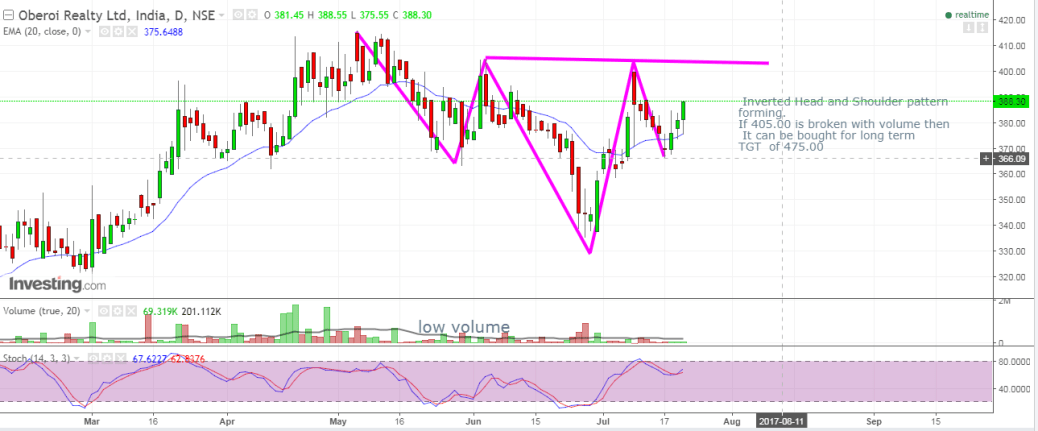 Oberoi Realty Ltd, India, D, NSE O 381.45 H 388.55 L 375.55 C 388.30
EMA (20, close, 0) 375.6488
realtime
420.00
410.00
400.00
388.30
380.00
370.00
366.09
360.00
350.00
340.00
330.00
320.00
Inverted Head and Shoulder pattern
forming.
If 405.00 is broken with volume then
It can be bought for long term
TGT of 475.00
Investing.com
Volume (true, 20) 69.319K 201.112K
low volume
2M
0
Stoch (14, 3, 3) 67.6227 62.8376
80.0000
40.0000
Mar 16 Apr 16 May 16 Jun 15 Jul 17 Aug 2017-08-11 Sep 15